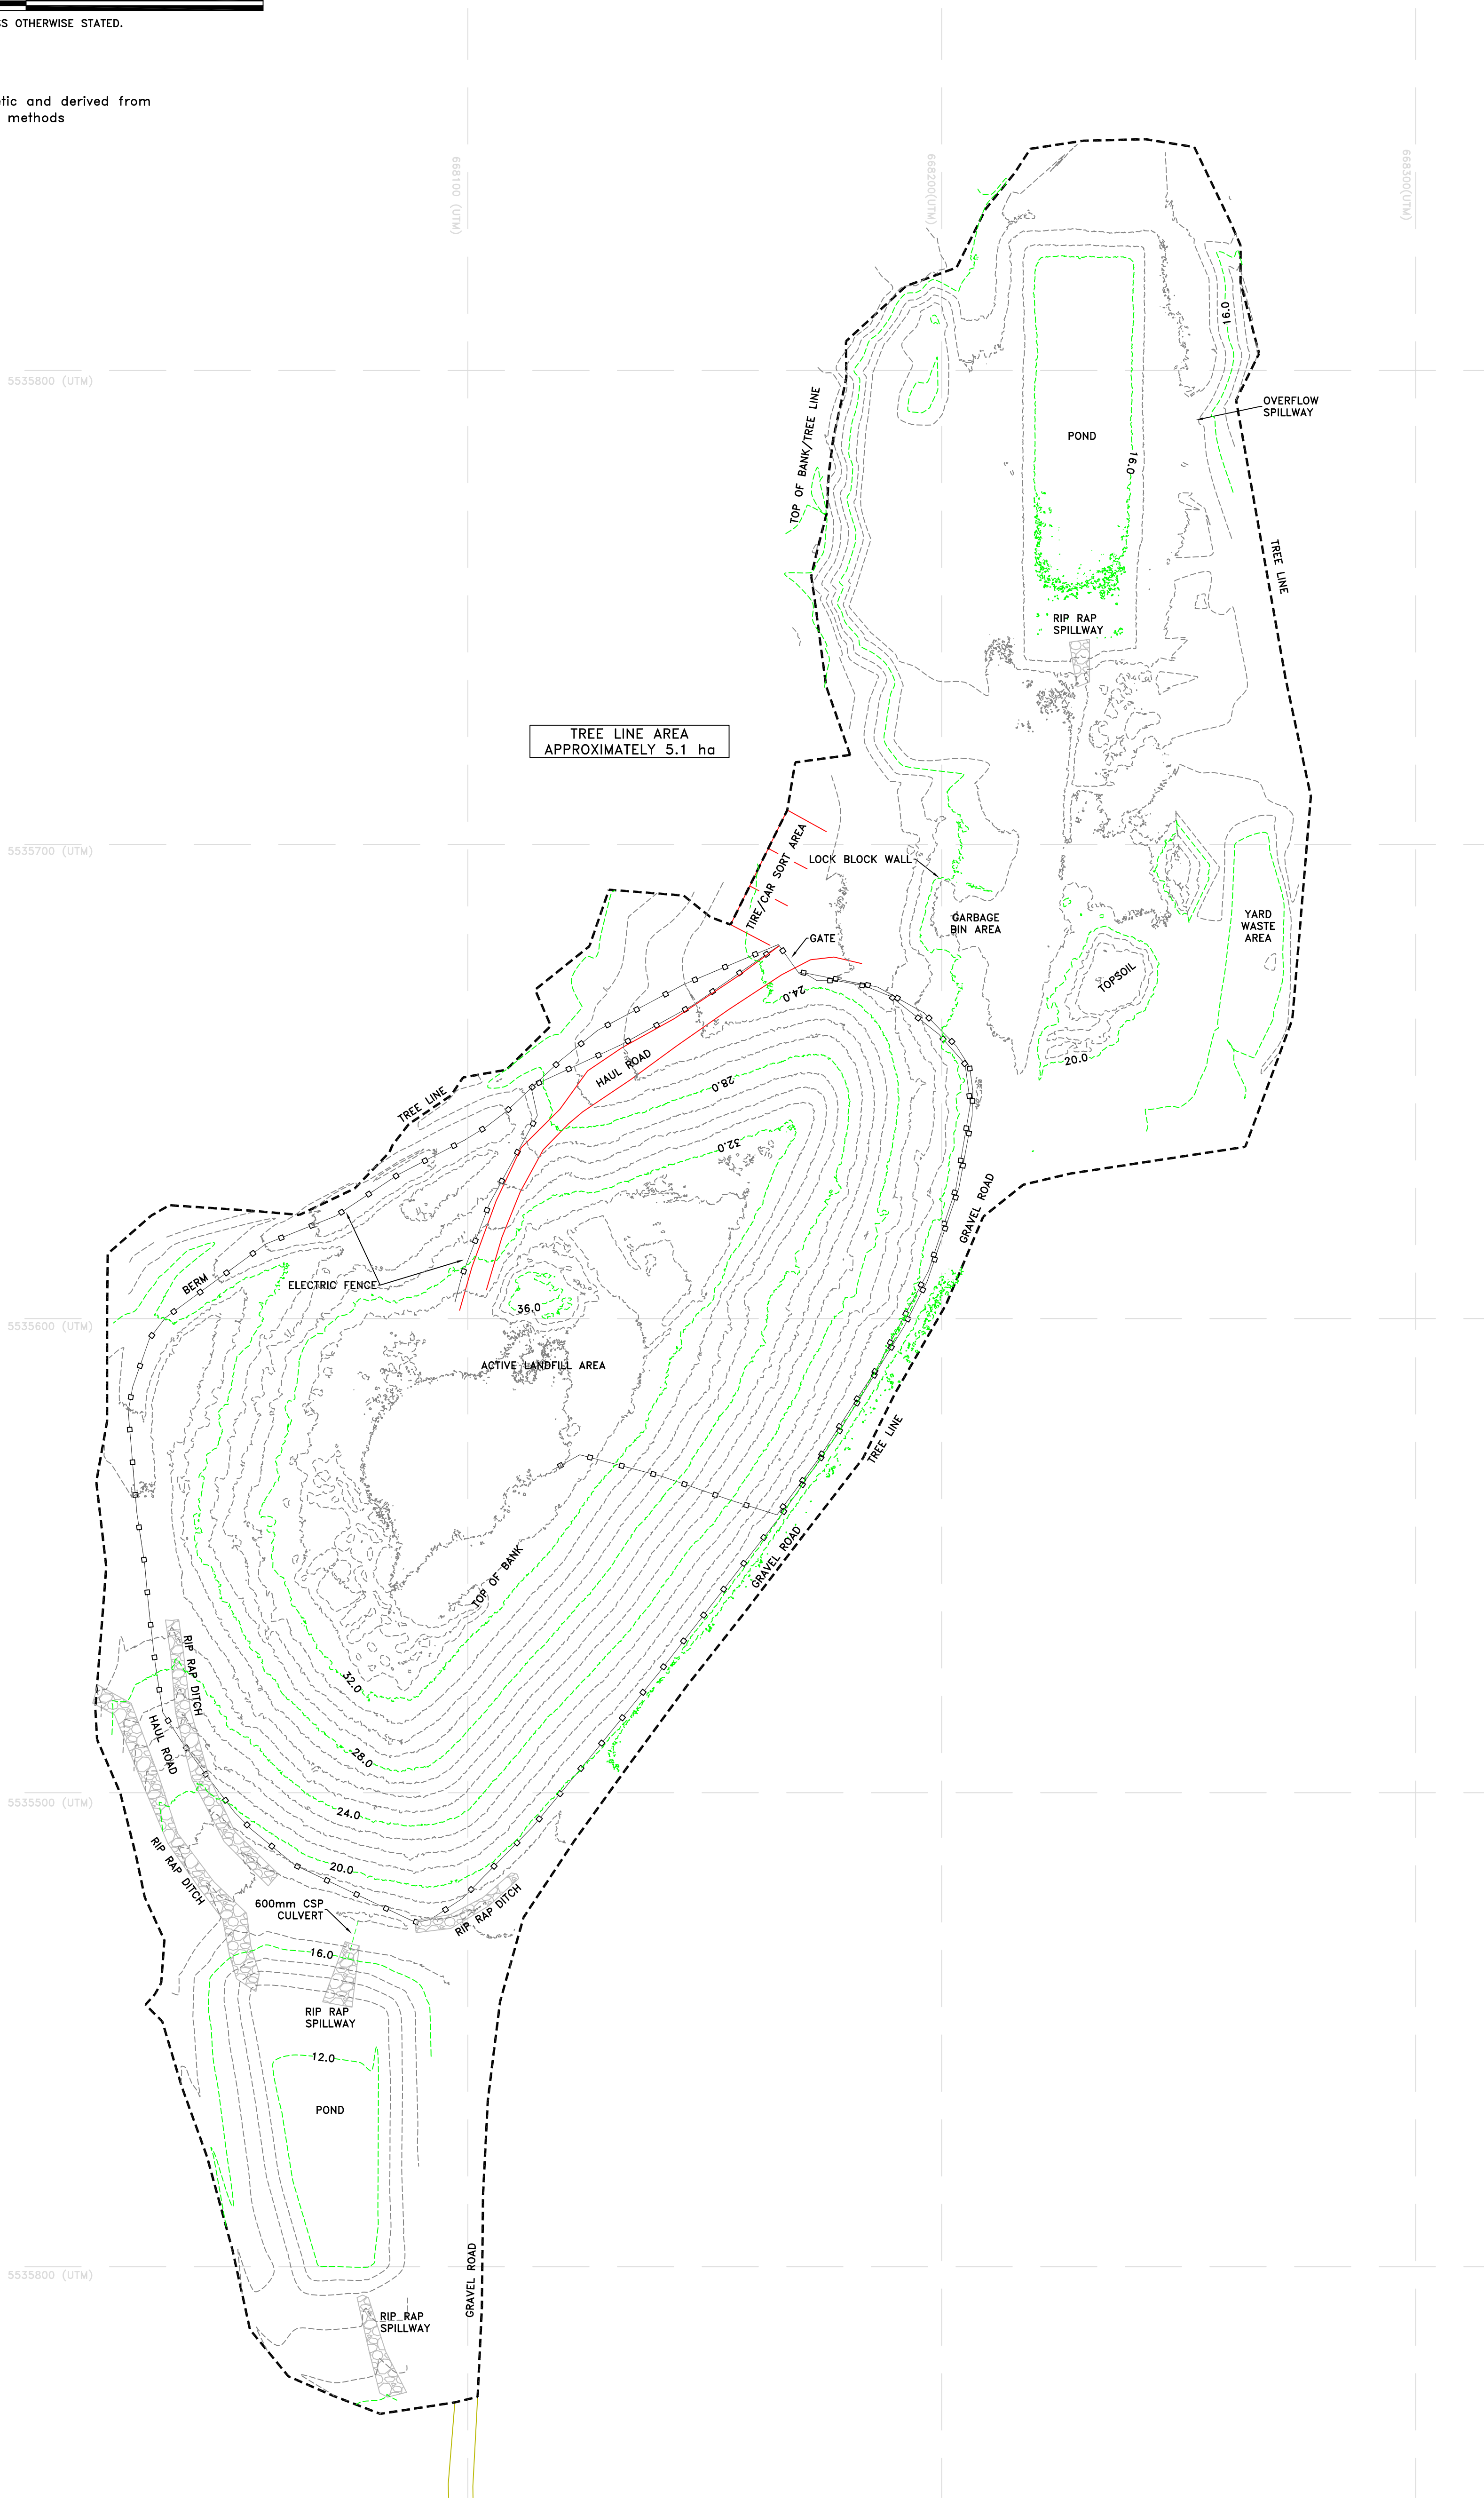 SS OTHERWISE STATED.
etic and derived from
methods
668100 (UTM)
668200(UTM)
668300(UTM)
16.0
5535800 (UTM)
OVERFLOW
SPILLWAY
TOP OF BANK/TREE LINE
POND
16.0
TREE LINE
RIP RAP
SPILLWAY
TREE LINE AREA
APPROXIMATELY 5.1 ha
5535700 (UTM)
TIRE/CAR SORT AREA
LOCK BLOCK WALL
GARBAGE
BIN AREA
YARD
WASTE
AREA
GATE
TOPSOIL
24.0
20.0
HAUL ROAD
28.0
TREE LINE
32.0
GRAVEL ROAD
BERM
ELECTRIC FENCE
36.0
5535600 (UTM)
ACTIVE LANDFILL AREA
TREE LINE
GRAVEL ROAD
TOP OF BANK
RIP RAP DITCH
32.0
HAUL ROAD
28.0
5535500 (UTM)
24.0
RIP RAP DITCH
20.0
600mm CSP
CULVERT
RIP RAP DITCH
16.0
RIP RAP
SPILLWAY
12.0
POND
5535800 (UTM)
GRAVEL ROAD
RIP RAP
SPILLWAY